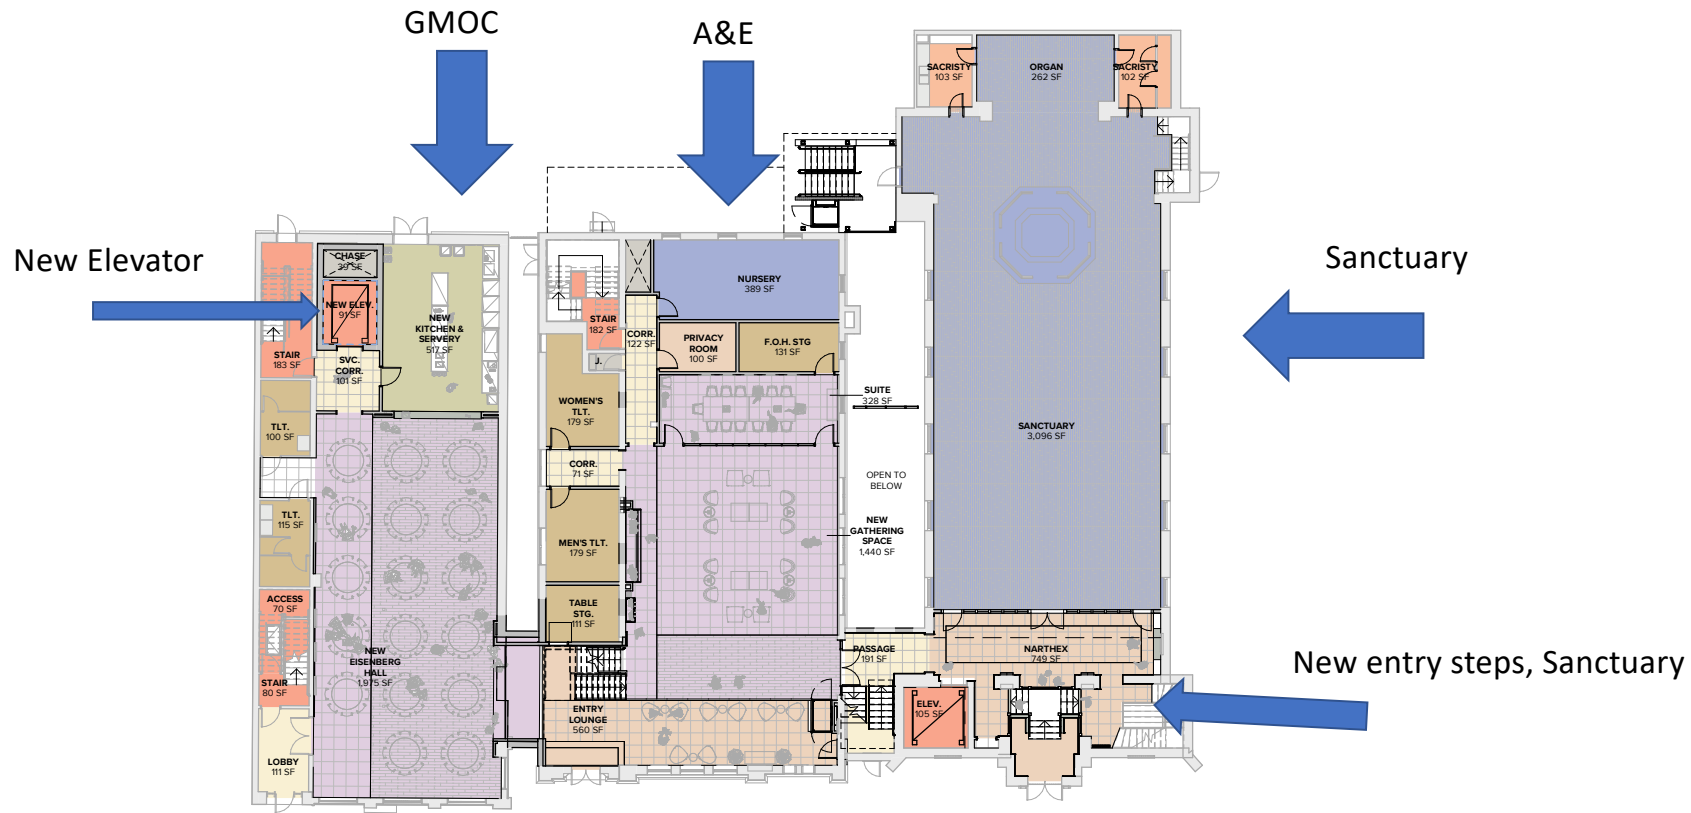 GMOC
A&E
New Elevator
Sanctuary
New entry steps, Sanctuary
SACRISTY
103 SF
ORGAN
262 SF
SACRISTY
102 SF
CHASE
39 SF
NEW ELEV.
91 SF
STAIR
183 SF
SVC.
CORR.
101 SF
NEW
KITCHEN &
SERVERY
517 SF
TLT.
100 SF
TLT.
115 SF
ACCESS
70 SF
STAIR
80 SF
LOBBY
111 SF
NEW
EISENBERG
HALL
1,975 SF
STAIR
182 SF
J.
CORR.
122 SF
NURSERY
389 SF
PRIVACY
ROOM
100 SF
F.O.H. STG
131 SF
WOMEN'S
TLT.
179 SF
CORR.
71 SF
MEN'S TLT.
179 SF
TABLE
STG.
111 SF
ENTRY
LOUNGE
560 SF
SUITE
328 SF
OPEN TO
BELOW
NEW
GATHERING
SPACE
1,440 SF
SANCTUARY
3,096 SF
PASSAGE
191 SF
NARTHEX
749 SF
ELEV.
105 SF